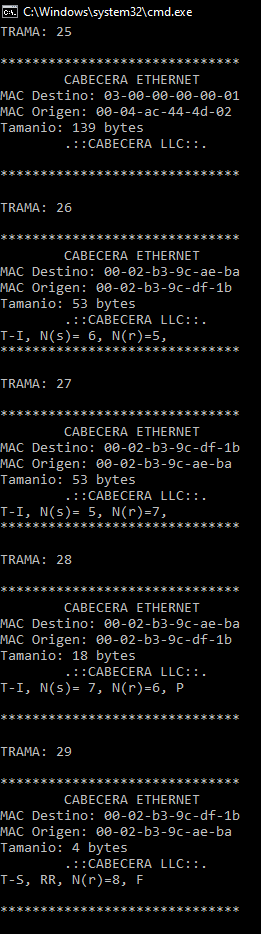 C:\Windows\system32\cmd.exe
TRAMA: 25
******************************
CABECERA ETHERNET
MAC Destino: 03-00-00-00-00-01
MAC Origen: 00-04-ac-44-4d-02
Tamanio: 139 bytes
.::CABECERA LLC::.
******************************
TRAMA: 26
******************************
CABECERA ETHERNET
MAC Destino: 00-02-b3-9c-ae-ba
MAC Origen: 00-02-b3-9c-df-1b
Tamanio: 53 bytes
.::CABECERA LLC::.
T-I, N(s)= 6, N(r)=5,
******************************
TRAMA: 27
******************************
CABECERA ETHERNET
MAC Destino: 00-02-b3-9c-df-1b
MAC Origen: 00-02-b3-9c-ae-ba
Tamanio: 53 bytes
.::CABECERA LLC::.
T-I, N(s)= 5, N(r)=7,
******************************
TRAMA: 28
******************************
CABECERA ETHERNET
MAC Destino: 00-02-b3-9c-ae-ba
MAC Origen: 00-02-b3-9c-df-1b
Tamanio: 18 bytes
.::CABECERA LLC::.
T-I, N(s)= 7, N(r)=6, P
******************************
TRAMA: 29
******************************
CABECERA ETHERNET
MAC Destino: 00-02-b3-9c-df-1b
MAC Origen: 00-02-b3-9c-ae-ba
Tamanio: 4 bytes
.::CABECERA LLC::.
T-S, RR, N(r)=8, F
******************************